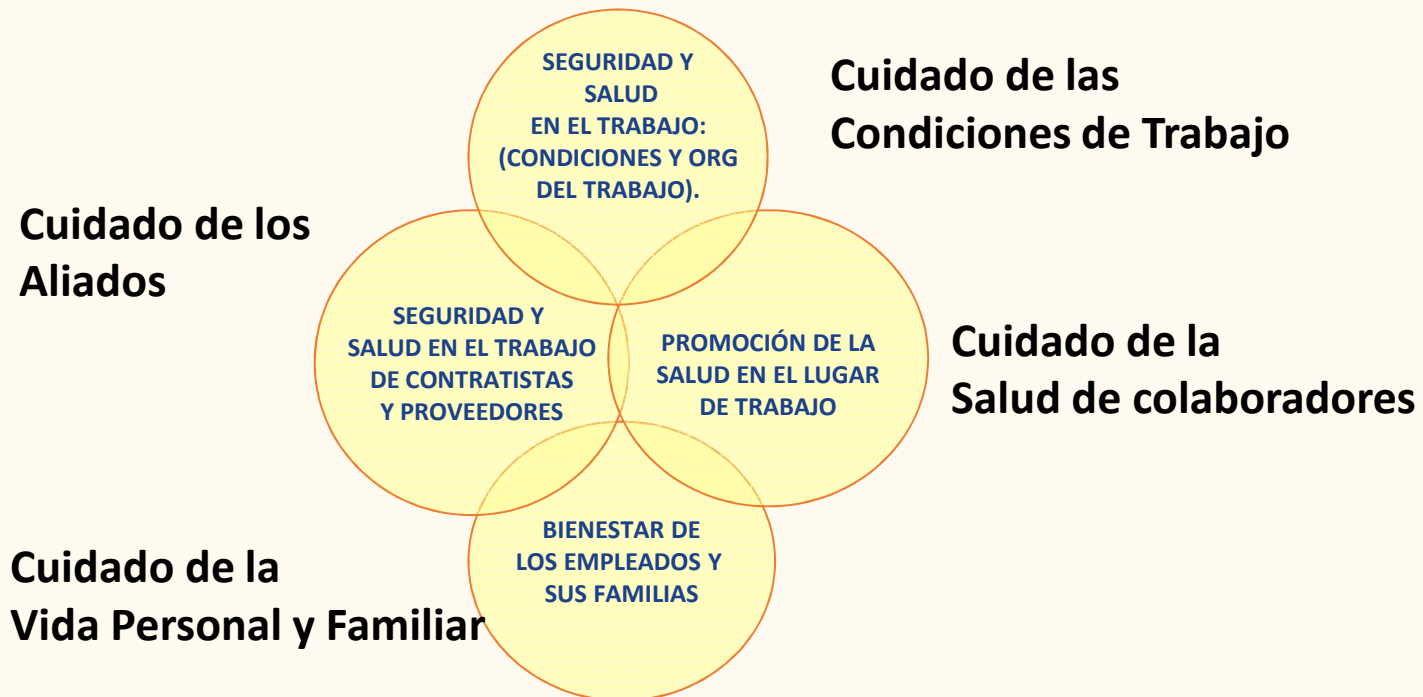 SEGURIDAD Y
SALUD
EN EL TRABAJO:
(CONDICIONES Y ORG
DEL TRABAJO).
Cuidado de las
Condiciones de Trabajo
Cuidado de los
Aliados
SEGURIDAD Y
SALUD EN EL TRABAJO
DE CONTRATISTAS
Y PROVEEDORES
PROMOCIÓN DE LA
SALUD EN EL LUGAR
DE TRABAJO
Cuidado de la
Salud de colaboradores
BIENESTAR DE
LOS EMPLEADOS Y
SUS FAMILIAS
Cuidado de la
Vida Personal y Familiar